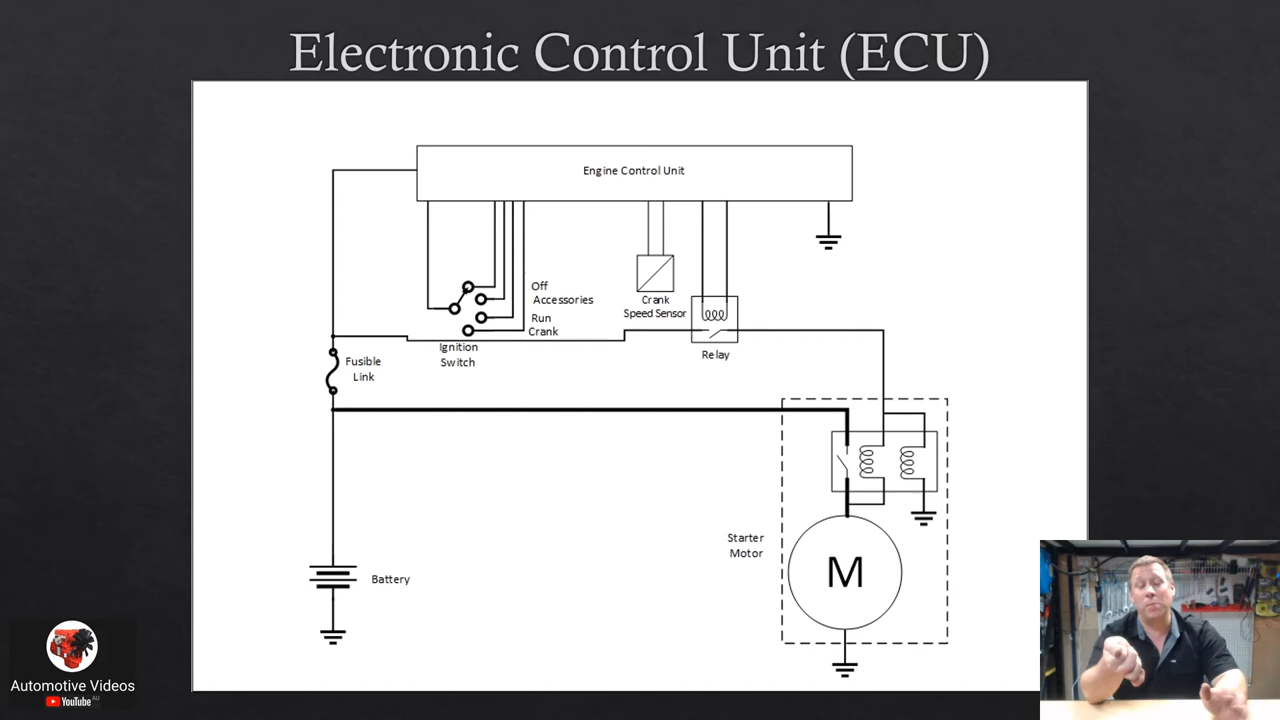 Electronic Control Unit (ECU)
Engine Control Unit
Off
Accessories
Run
Crank
Ignition
Switch
Crank
Speed Sensor
Relay
Fusible
Link
Starter
Motor
M
Battery
Automotive Videos
YouTube AU